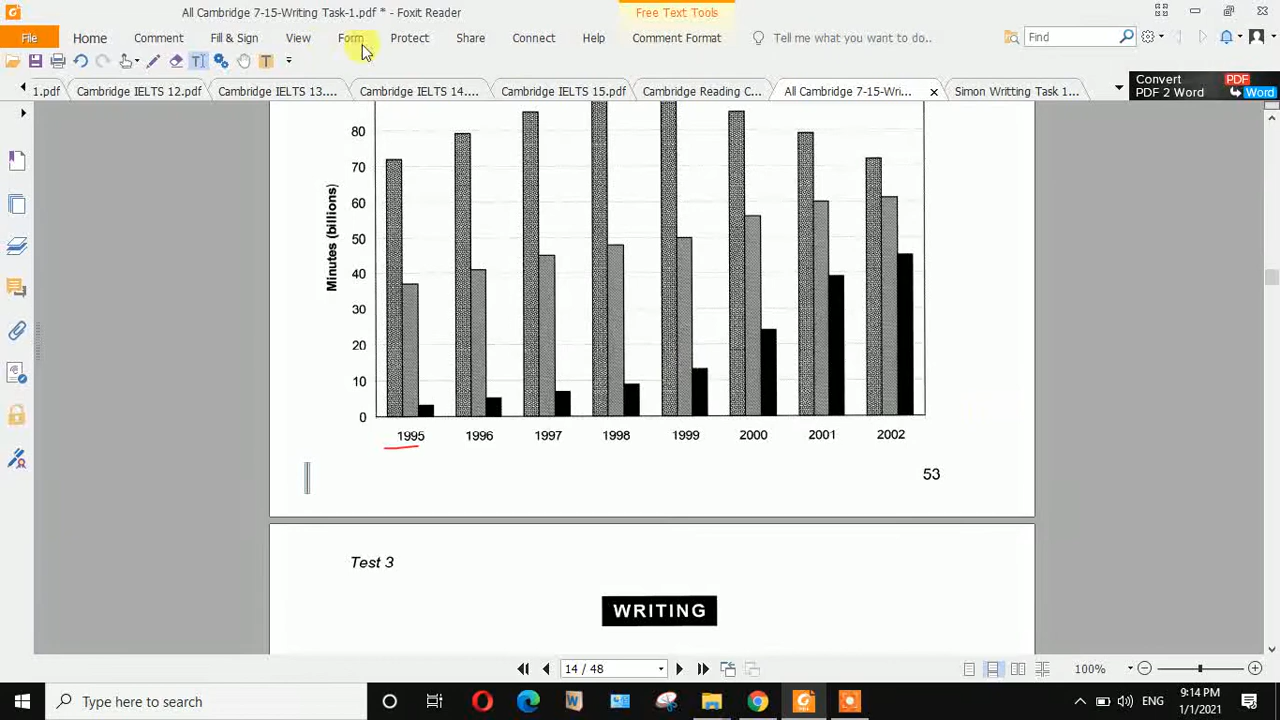 All Cambridge 7-15-Writing Task-1.pdf * - Foxit Reader
Free Text Tools
File
Home
Comment
Fill & Sign
View
Form
Protect
Share
Connect
Help
Comment Format
Tell me what you want to do..
Find
1.pdf
Cambridge IELTS 12.pdf
Cambridge IELTS 13....
Cambridge IELTS 14....
Cambridge IELTS 15.pdf
Cambridge Reading C...
All Cambridge 7-15-Wri...
Simon Writting Task 1...
Convert PDF
PDF 2 Word Word
80
70
60
50
40
30
20
10
0
Minutes (billions)
1995 1996 1997 1998 1999 2000 2001 2002
53
Test 3
WRITING
14 / 48
100%
Type here to search
ENG
9:14 PM
1/1/2021
3